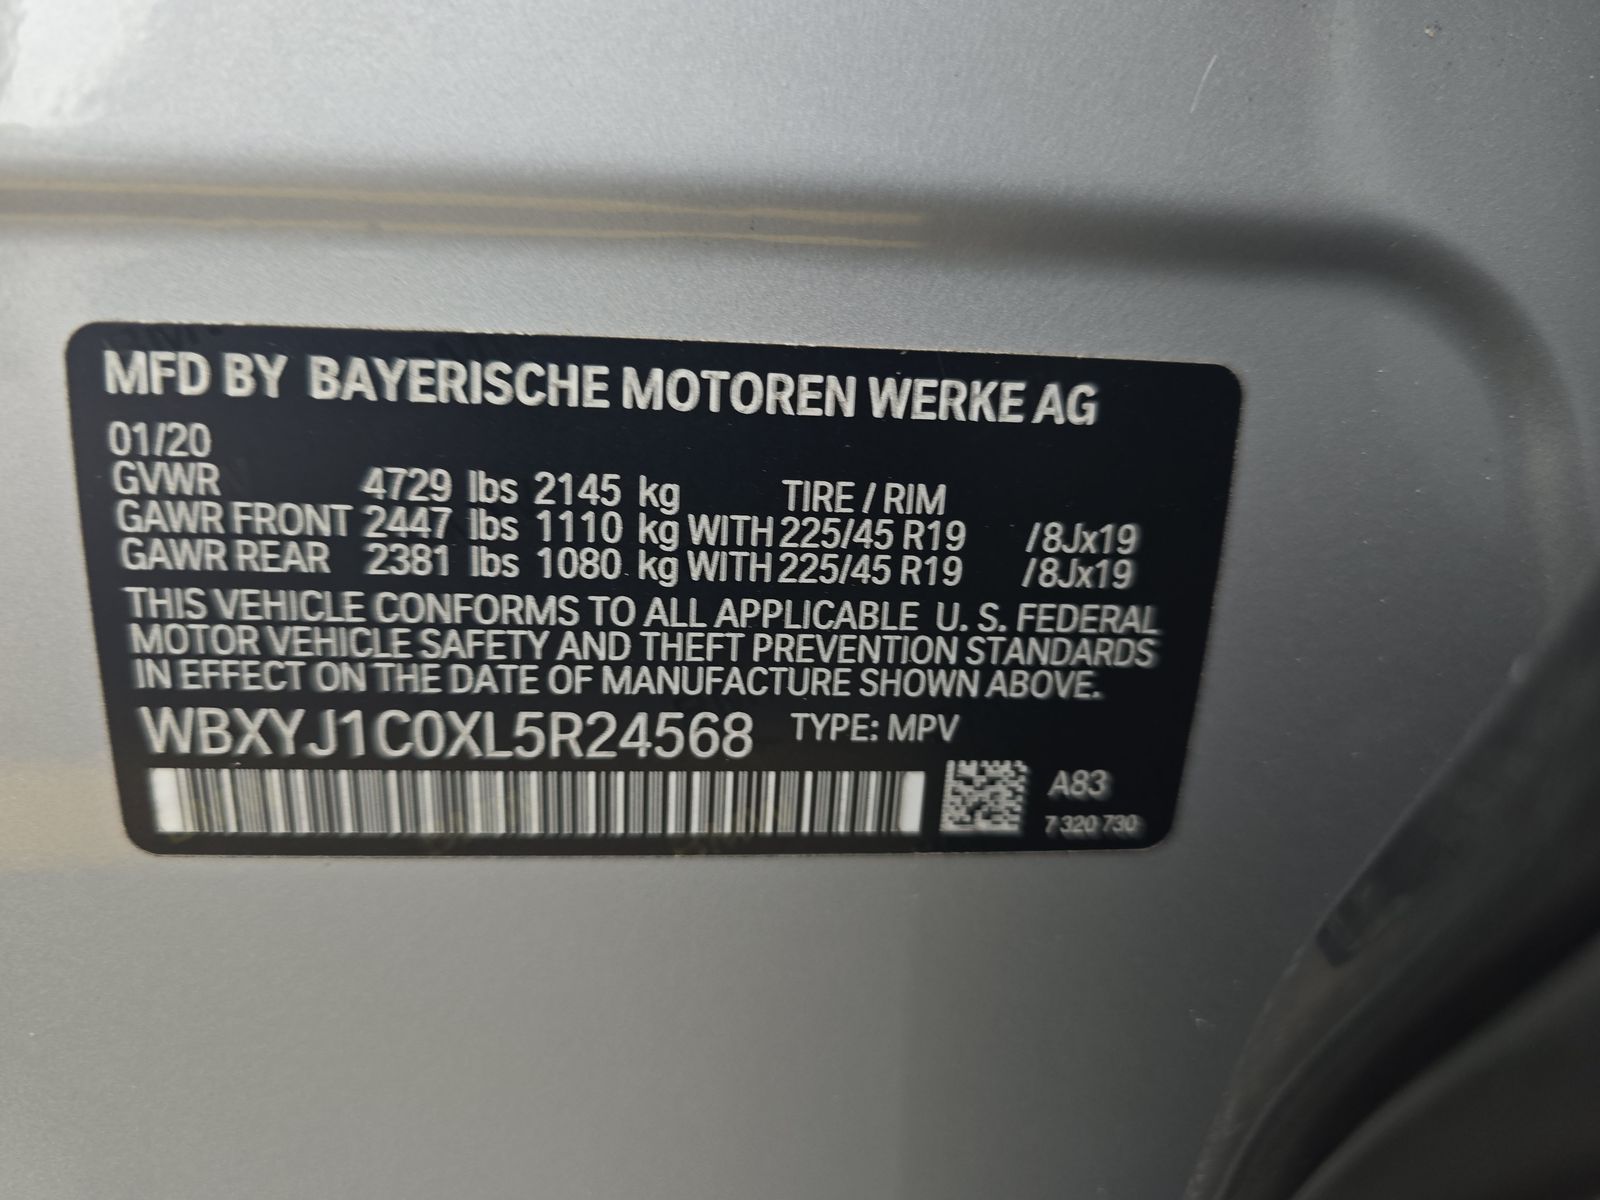 MFD BY BAYERISCHE MOTOREN WERKE AG
01/20
GVWR 4729 lbs 2145 kg TIRE / RIM
GAWR FRONT 2447 lbs 1110 kg WITH 225/45 R19 /8Jx19
GAWR REAR 2381 lbs 1080 kg WITH 225/45 R19 /8Jx19
THIS VEHICLE CONFORMS TO ALL APPLICABLE U. S. FEDERAL
MOTOR VEHICLE SAFETY AND THEFT PREVENTION STANDARDS
IN EFFECT ON THE DATE OF MANUFACTURE SHOWN ABOVE.
WBXYJ1C0XL5R24568 TYPE: MPV
A83
7 320 730